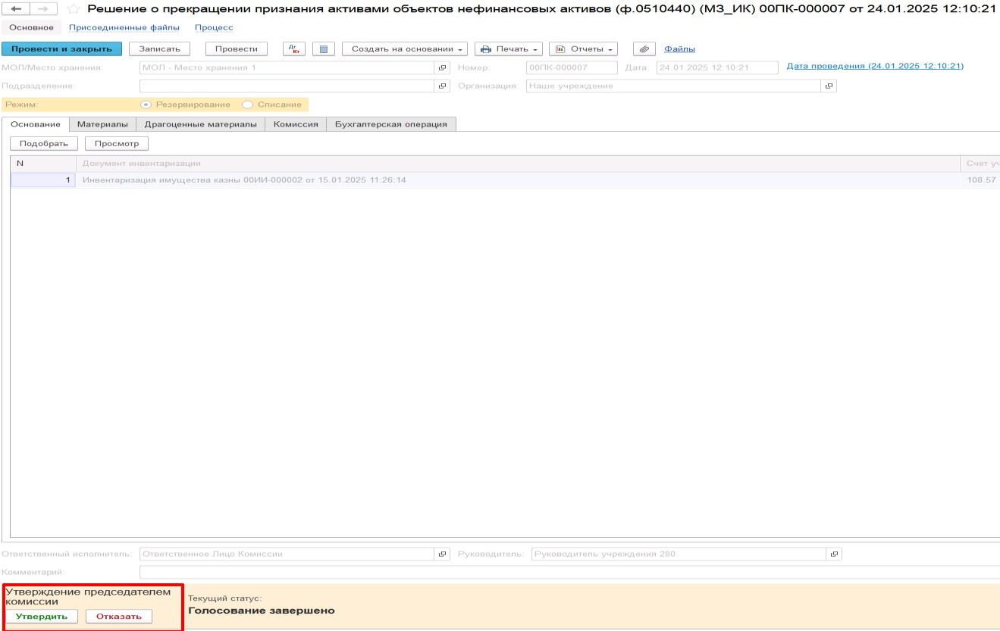 Решение о прекращении признания активами объектов нефинансовых активов (ф.0510440) (МЗ_ИК) 00ПК-000007 от 24.01.2025 12:10:21
Основное Присоединенные файлы Процесс
Провести и закрыть Записать Провести Дт Кт Создать на основании Печать Отчеты Файлы
МОЛ/Место хранения: МОЛ - Место хранения 1 Номер: 00ПК-000007 Дата: 24.01.2025 12:10:21 Дата проведения (24.01.2025 12:10:21)
Подразделение: Организация: Наше учреждение
Режим: Резервирование Списание
Основание Материалы Драгоценные материалы Комиссия Бухгалтерская операция
Подобрать Просмотр
N Документ инвентаризации Счет уч
1 Инвентаризация имущества казны 00ИИ-000002 от 15.01.2025 11:26:14 108.57
Ответственный исполнитель: Ответственное Лицо Комиссии Руководитель: Руководитель учреждения 280
Комментарий:
Утверждение председателем
комиссии
Утвердить Отказать
Текущий статус:
Голосование завершено